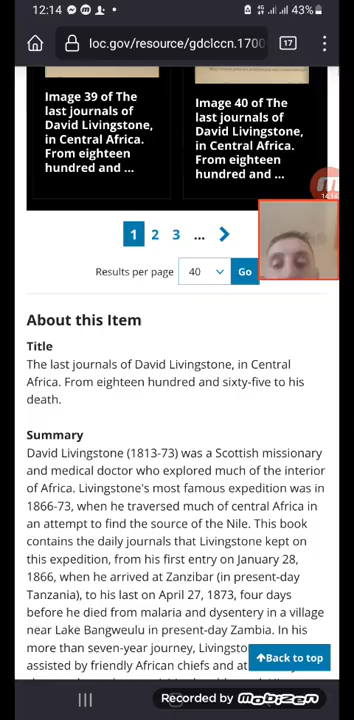 12:14 43%
loc.gov/resource/gdclccn.1700 17
Image 39 of The
last journals of
David Livingstone,
in Central Africa.
From eighteen
hundred and ...
Image 40 of The
last journals of
David Livingstone,
in Central Africa.
From eighteen
hundred and ...
1 2 3 ...
Results per page 40 Go
About this Item
Title
The last journals of David Livingstone, in Central
Africa. From eighteen hundred and sixty-five to his
death.
Summary
David Livingstone (1813-73) was a Scottish missionary
and medical doctor who explored much of the interior
of Africa. Livingstone's most famous expedition was in
1866-73, when he traversed much of central Africa in
an attempt to find the source of the Nile. This book
contains the daily journals that Livingstone kept on
this expedition, from his first entry on January 28,
1866, when he arrived at Zanzibar (in present-day
Tanzania), to his last on April 27, 1873, four days
before he died from malaria and dysentery in a village
near Lake Bangweulu in present-day Zambia. In his
more than seven-year journey, Livingsto
assisted by friendly African chiefs and at
Back to top
Recorded by MOBIZEN